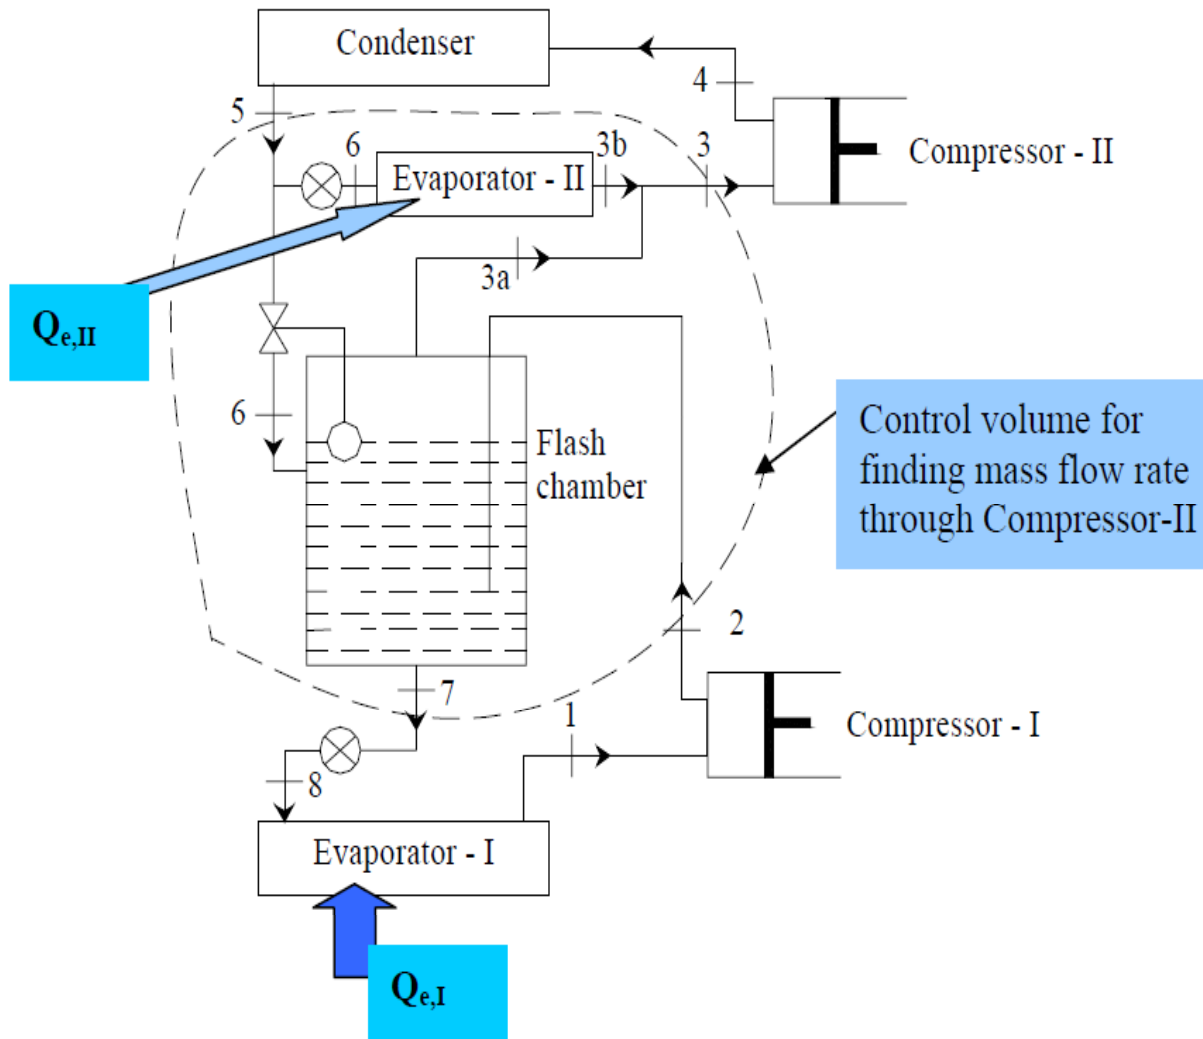 Condenser
4
5
Compressor - II
6
3b
3
Evaporator - II
3a
Qe,II
6
Flash
chamber
Control volume for
finding mass flow rate
through Compressor-II
2
7
1
Compressor - I
8
Evaporator - I
Qe,I